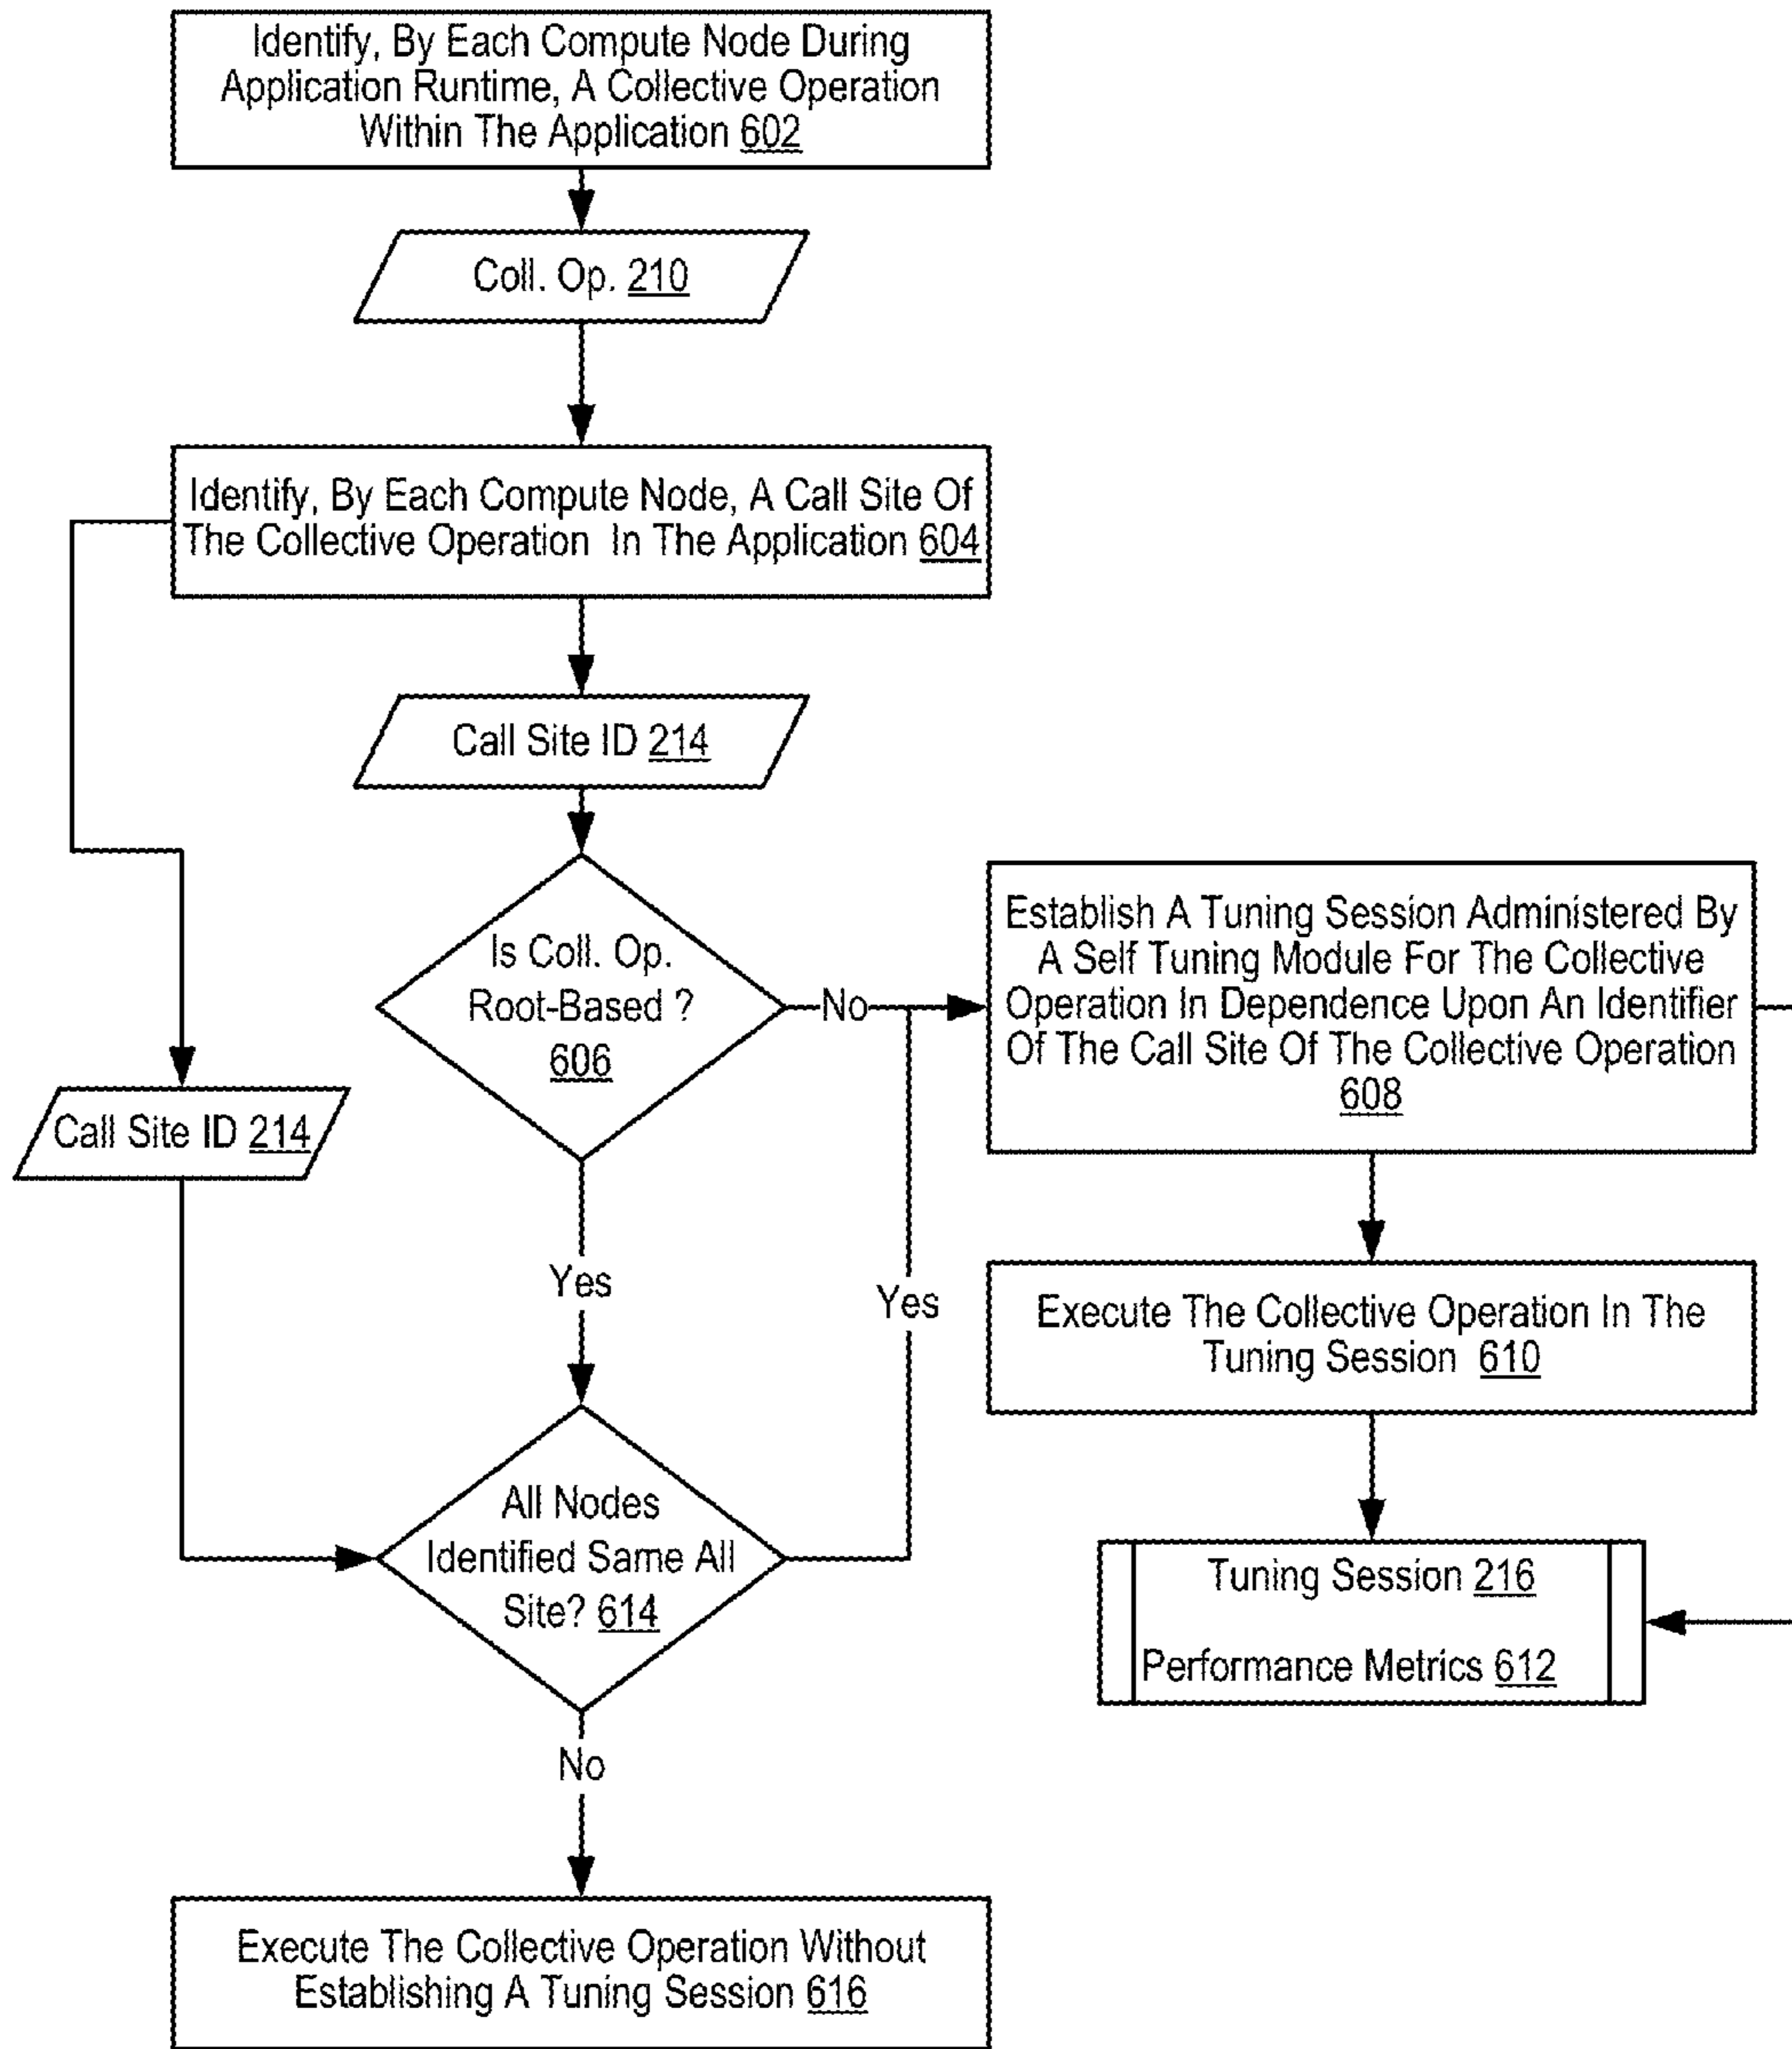 Identify, By Each Compute Node During
Application Runtime, A Collective Operation
Within The Application 602
Coll. Op. 210
Identify, By Each Compute Node, A Call Site Of
The Collective Operation In The Application 604
Call Site ID 214
Is Coll. Op.
Root-Based ?
606
No
Establish A Tuning Session Administered By
A Self Tuning Module For The Collective
Operation In Dependence Upon An Identifier
Of The Call Site Of The Collective Operation
608
Call Site ID 214
Yes
Yes
Execute The Collective Operation In The
Tuning Session 610
All Nodes
Identified Same All
Site? 614
Tuning Session 216
Performance Metrics 612
No
Execute The Collective Operation Without
Establishing A Tuning Session 616